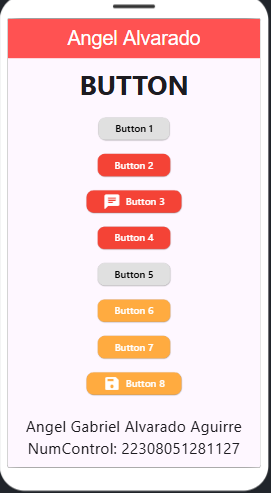 Angel Alvarado
BUTTON
Button 1
Button 2
Button 3
Button 4
Button 5
Button 6
Button 7
Button 8
Angel Gabriel Alvarado Aguirre
NumControl: 22308051281127